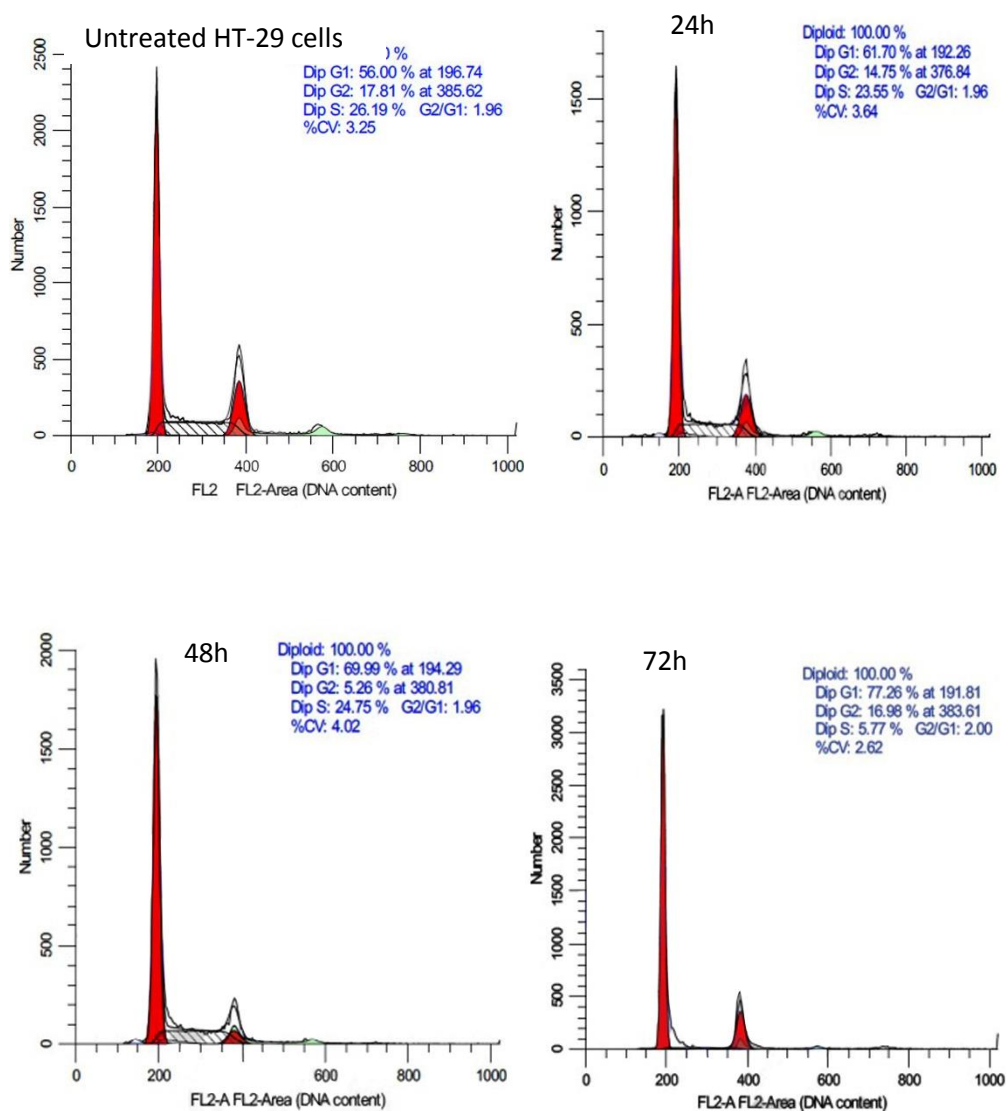 Untreated HT-29 cells
) %
Dip G1: 56.00 % at 196.74
Dip G2: 17.81 % at 385.62
Dip S: 26.19 % G2/G1: 1.96
%CV: 3.25
Number
2500
2000
1500
1000
500
0
0 200 400 600 800 1000
FL2 FL2-Area (DNA content)
24h
Diploid: 100.00 %
Dip G1: 61.70 % at 192.26
Dip G2: 14.75 % at 376.84
Dip S: 23.55 % G2/G1: 1.96
%CV: 3.64
Number
1500
1000
500
0
0 200 400 600 800 1000
FL2-A FL2-Area (DNA content)
48h
Diploid: 100.00 %
Dip G1: 69.99 % at 194.29
Dip G2: 5.26 % at 380.81
Dip S: 24.75 % G2/G1: 1.96
%CV: 4.02
Number
2000
1500
1000
500
0
0 200 400 600 800 1000
FL2-A FL2-Area (DNA content)
72h
Diploid: 100.00 %
Dip G1: 77.26 % at 191.81
Dip G2: 16.98 % at 383.61
Dip S: 5.77 % G2/G1: 2.00
%CV: 2.62
Number
3500
3000
2500
2000
1500
1000
500
0
0 200 400 600 800 1000
FL2-A FL2-Area (DNA content)